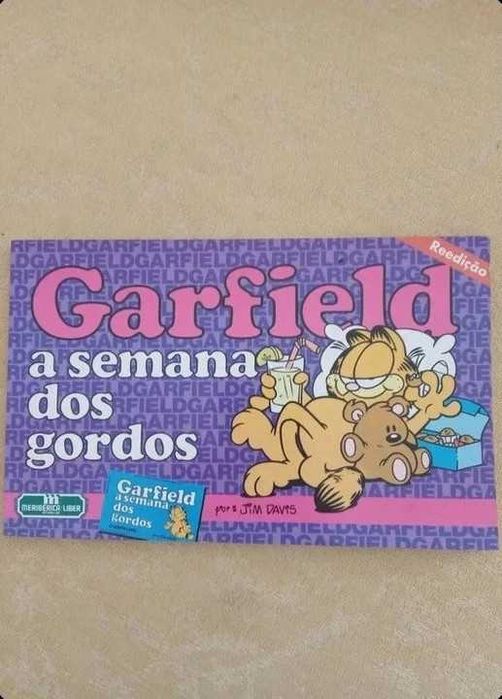 Reedição
Garfield
a semana
dos
gordos
m
MERIBERICA/LIBER
Garfield
a semana
dos
gordos
por: JIM DAVIS